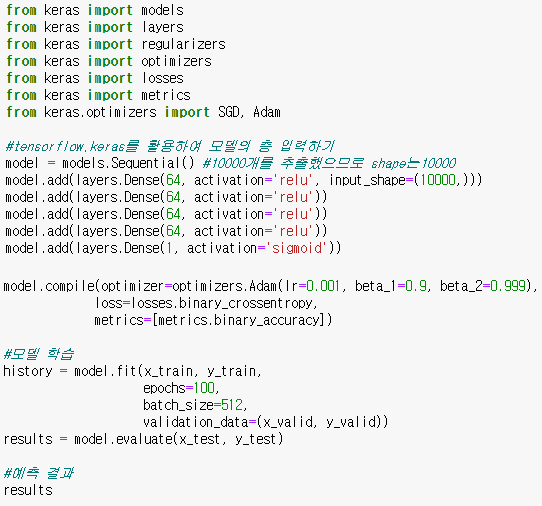 from keras import models
from keras import layers
from keras import regularizers
from keras import optimizers
from keras import losses
from keras import metrics
from keras.optimizers import SGD, Adam
#tensorflow.keras를 활용하여 모델의 층 입력하기
model = models.Sequential() #10000개를 추출했으므로 shape는10000
model.add(layers.Dense(64, activation='relu', input_shape=(10000,)))
model.add(layers.Dense(64, activation='relu'))
model.add(layers.Dense(64, activation='relu'))
model.add(layers.Dense(64, activation='relu'))
model.add(layers.Dense(1, activation='sigmoid'))
model.compile(optimizer=optimizers.Adam(lr=0.001, beta_1=0.9, beta_2=0.999),
loss=losses.binary_crossentropy,
metrics=[metrics.binary_accuracy])
#모델 학습
history = model.fit(x_train, y_train,
epochs=100,
batch_size=512,
validation_data=(x_valid, y_valid))
results = model.evaluate(x_test, y_test)
#예측 결과
results